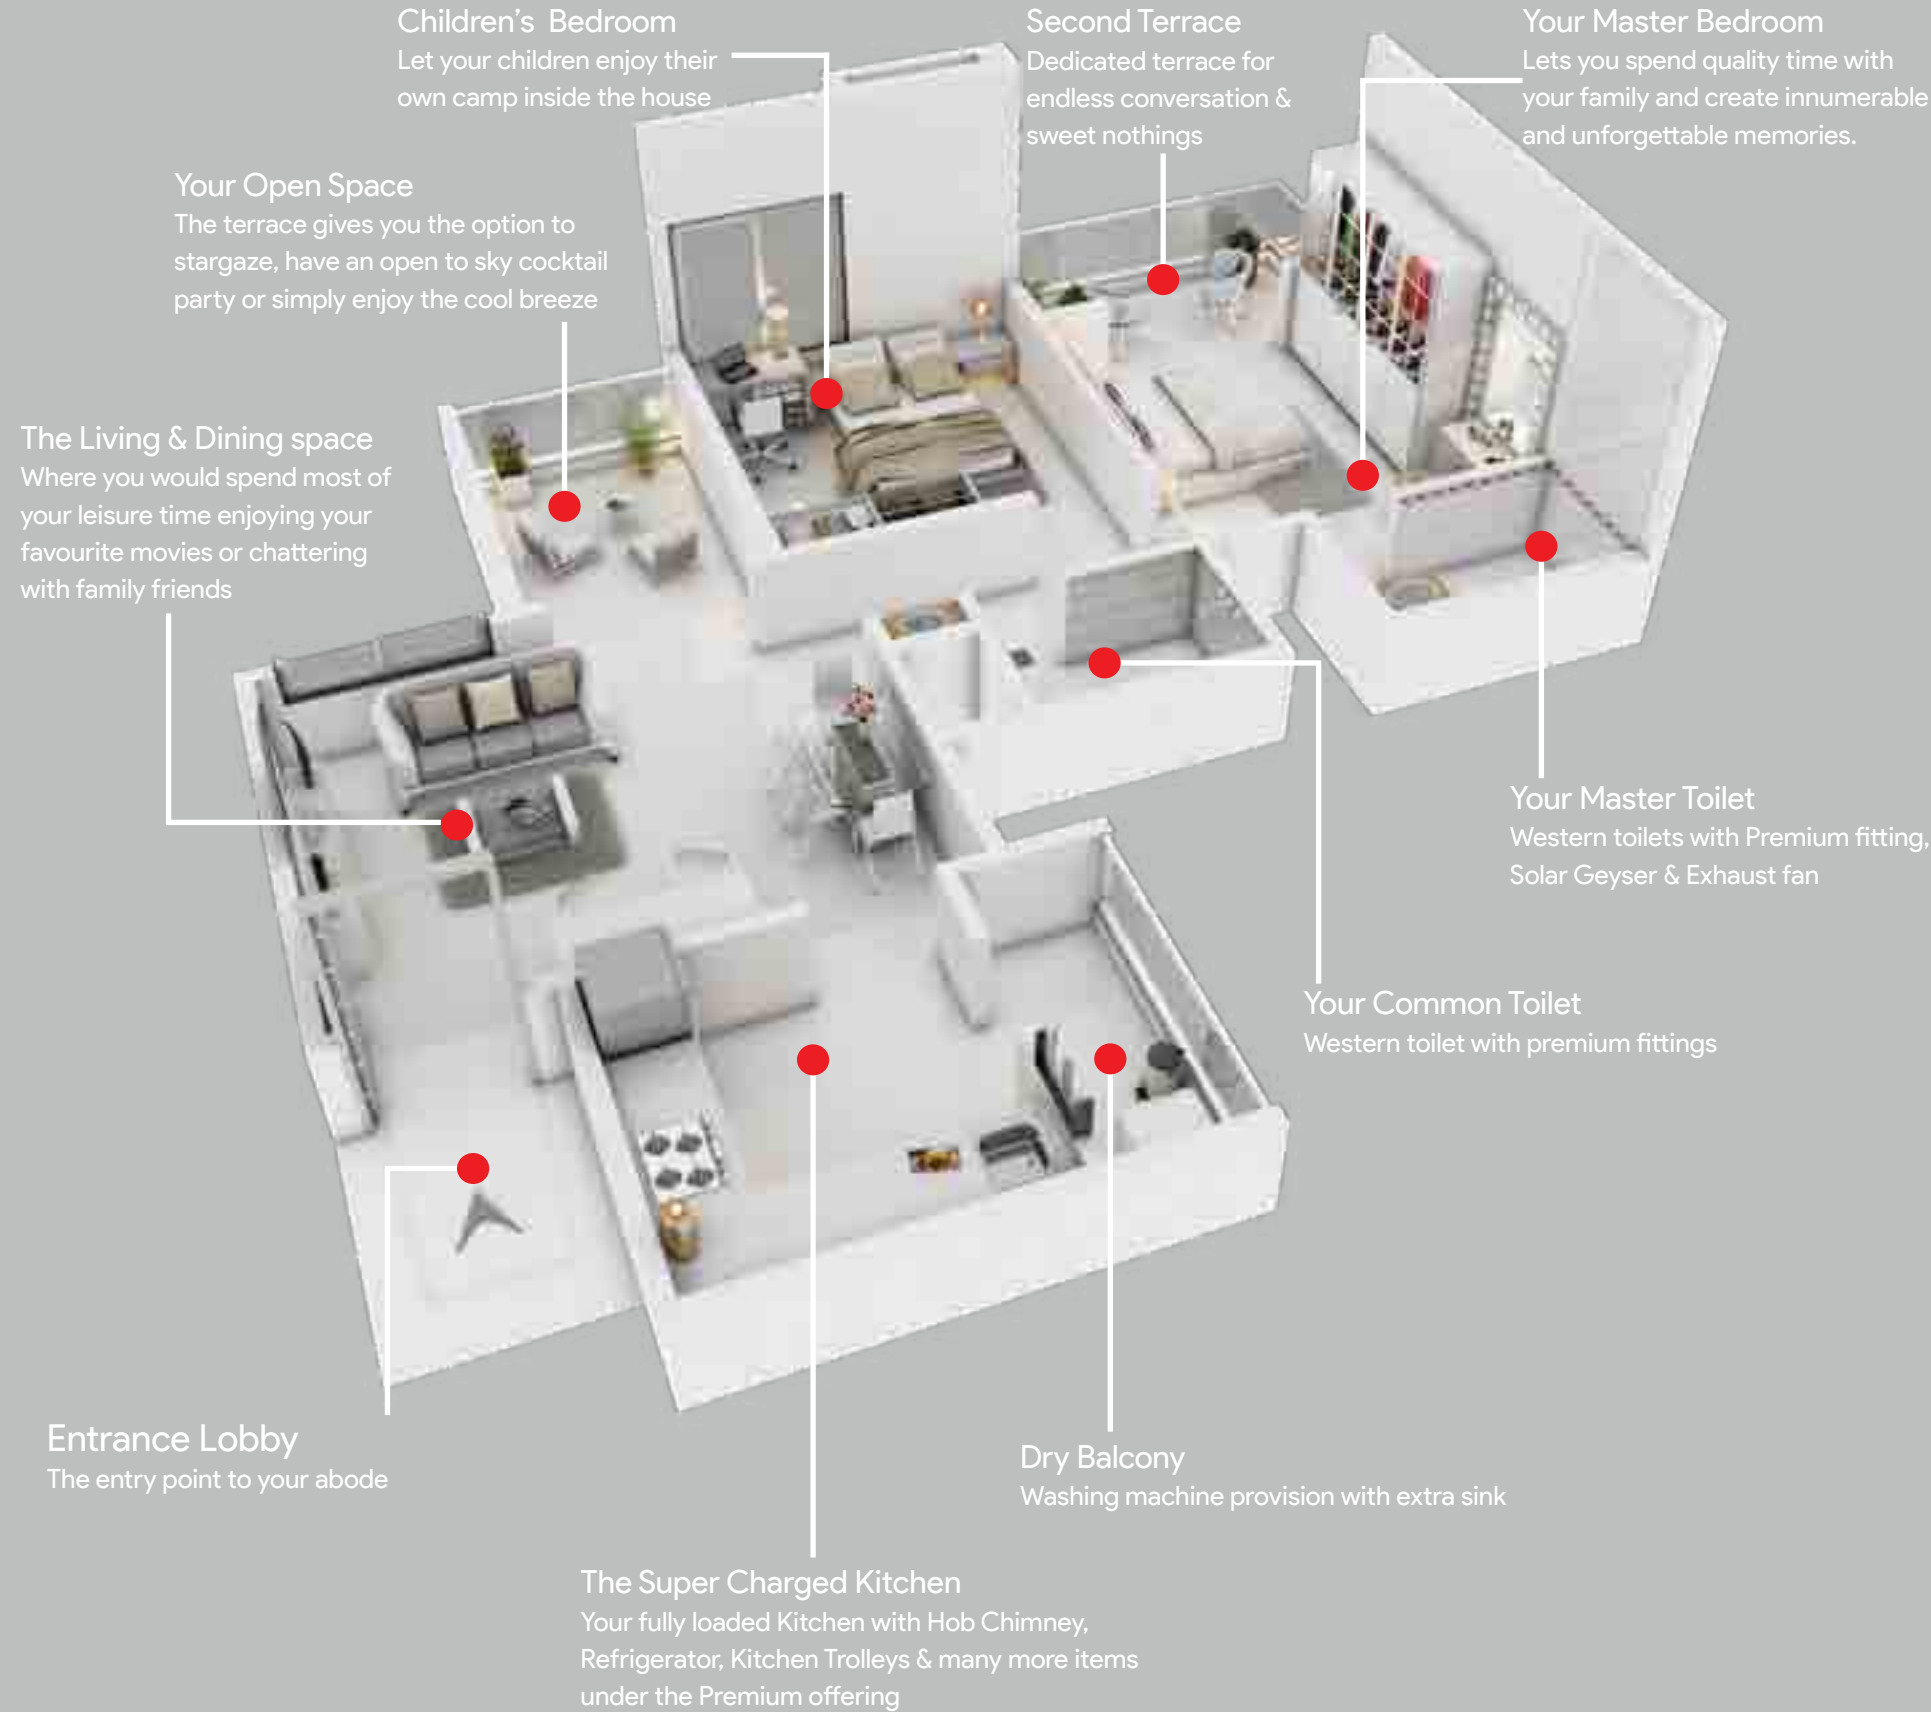 Children's Bedroom
Let your children enjoy their
own camp inside the house
Second Terrace
Dedicated terrace for
endless conversation &
sweet nothings
Your Master Bedroom
Lets you spend quality time with
your family and create innumerable
and unforgettable memories.
Your Open Space
The terrace gives you the option to
stargaze, have an open to sky cocktail
party or simply enjoy the cool breeze
The Living & Dining space
Where you would spend most of
your leisure time enjoying your
favourite movies or chattering
with family friends
Your Master Toilet
Western toilets with Premium fitting,
Solar Geyser & Exhaust fan
Your Common Toilet
Western toilet with premium fittings
Entrance Lobby
The entry point to your abode
Dry Balcony
Washing machine provision with extra sink
The Super Charged Kitchen
Your fully loaded Kitchen with Hob Chimney,
Refrigerator, Kitchen Trolleys & many more items
under the Premium offering